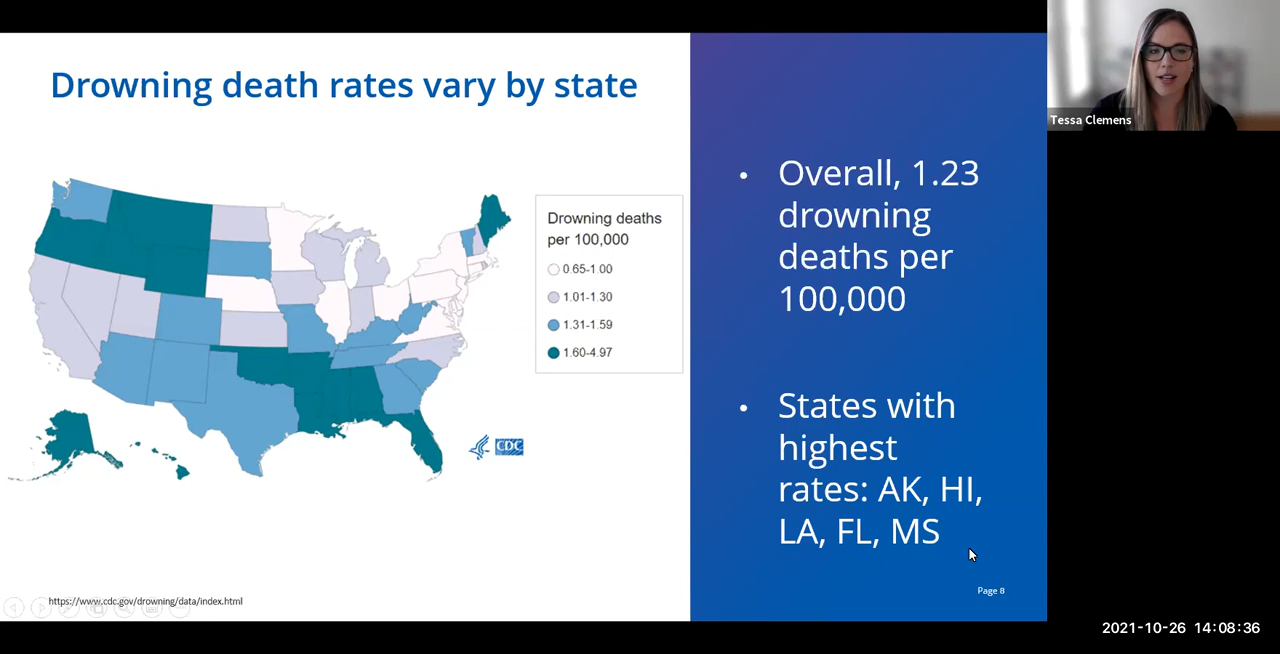 Drowning death rates vary by state
Drowning deaths
per 100,000
0.65-1.00
1.01-1.30
1.31-1.59
1.60-4.97
CDC
https://www.cdc.gov/drowning/data/index.html
• Overall, 1.23
drowning
deaths per
100,000
• States with
highest
rates: AK, HI,
LA, FL, MS
Page 8
Tessa Clemens
2021-10-26 14:08:36